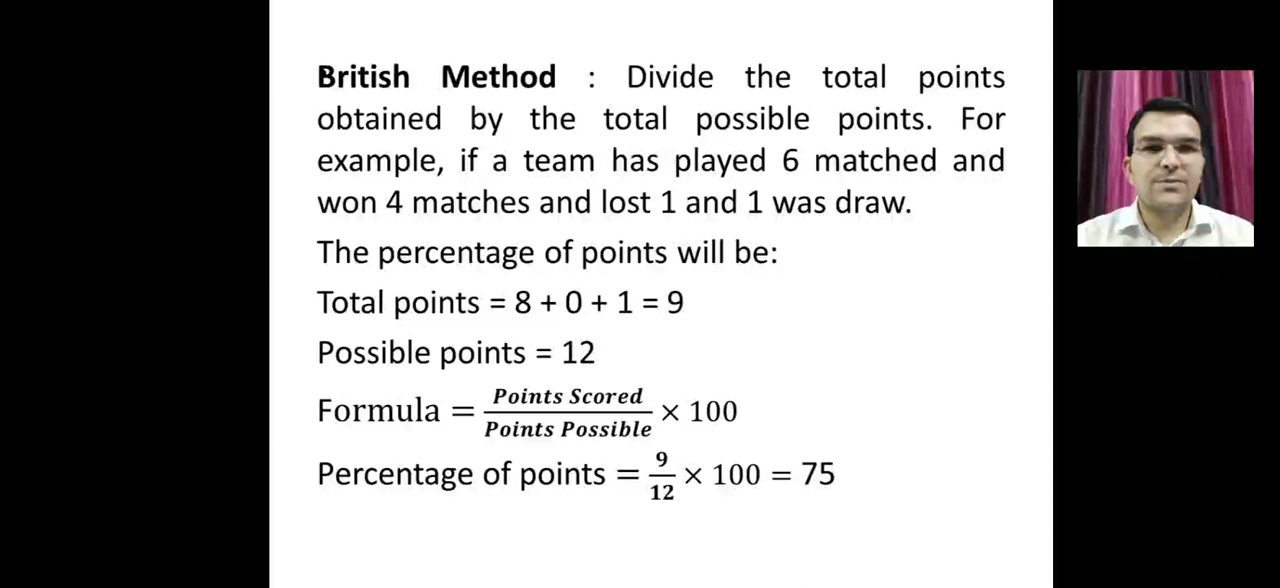 British Method : Divide the total points
obtained by the total possible points. For
example, if a team has played 6 matched and
won 4 matches and lost 1 and 1 was draw.
The percentage of points will be:
Total points = 8 + 0 + 1 = 9
Possible points = 12
Formula = Points Scored / Points Possible × 100
Percentage of points = 9/12 × 100 = 75